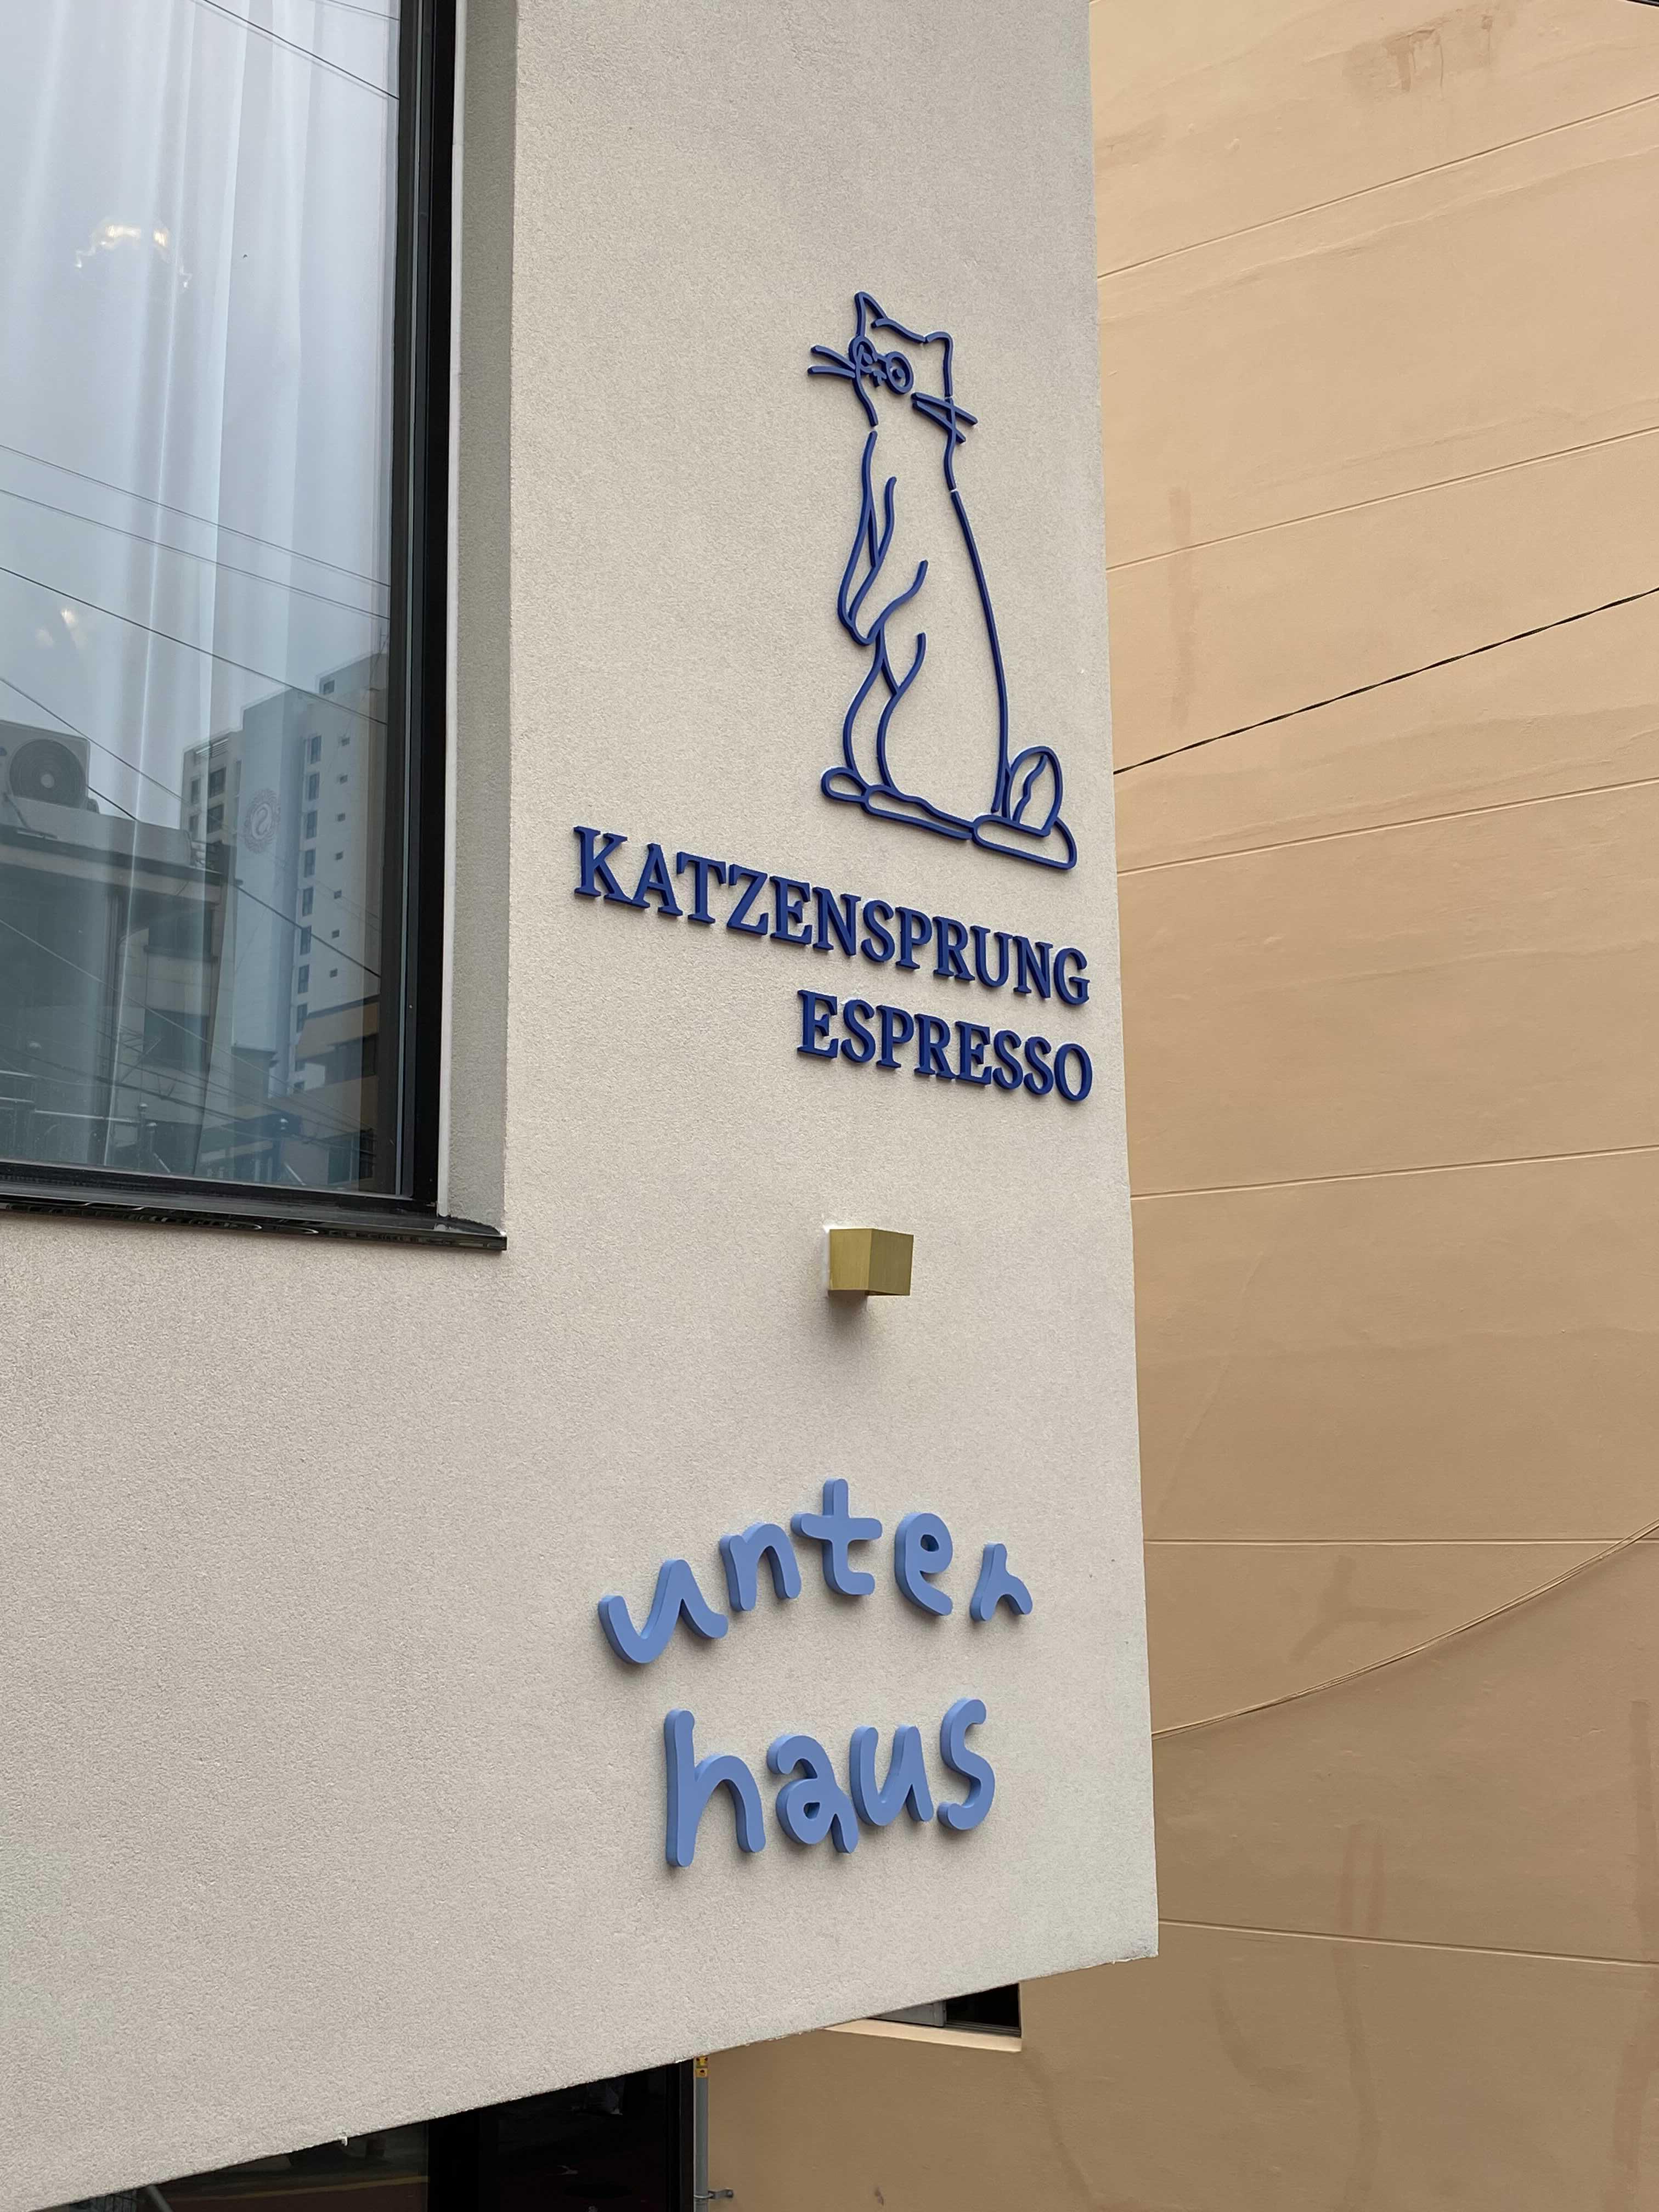 KATZENSPRUNG
ESPRESSO
unter
haus